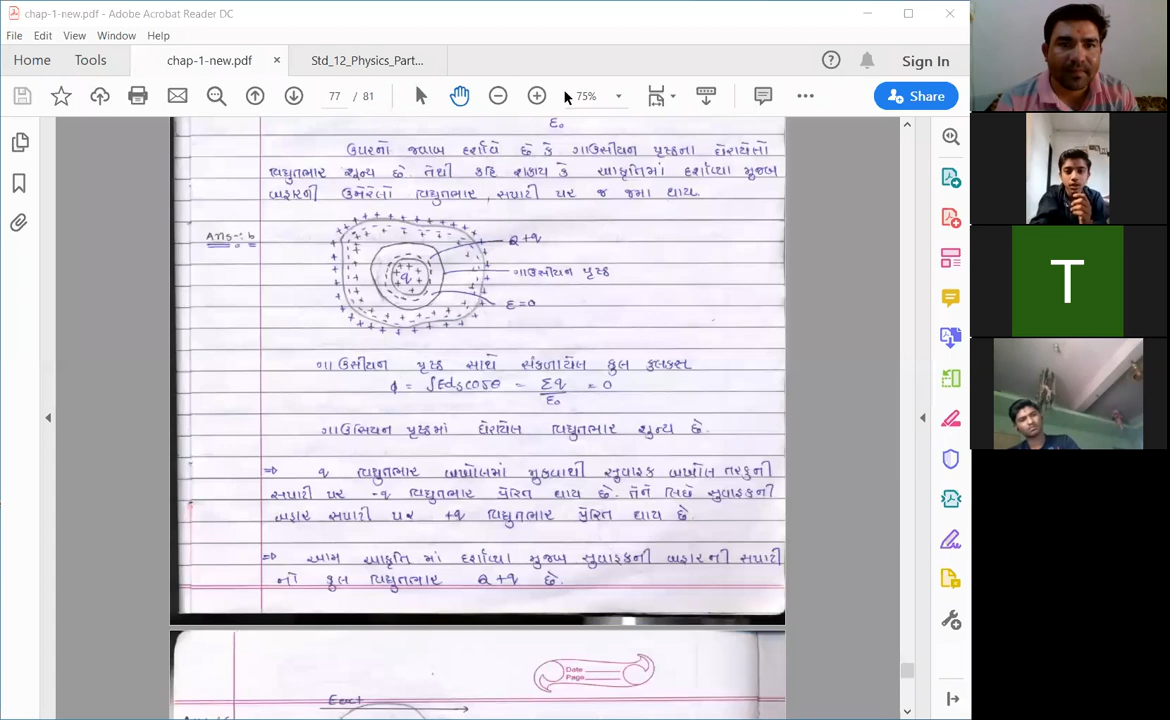 chap-1-new.pdf - Adobe Acrobat Reader DC
File Edit View Window Help
Home Tools chap-1-new.pdf × Std_12_Physics_Part... Sign In
77 / 81 75% Share
ε₀
ઉપરનો જવાબ દર્શાવે છે કે ગાઉસીયન પૃષ્ઠના ઘેરાયેલો
વિદ્યુતભાર શૂન્ય છે. તેથી કહિ શકાય કે આકૃતિમાં દર્શાવ્યા મુજબ
બહારની ઉમેરેલો વિદ્યુતભાર, સપાટી પર જ જમા થાય.
Ans-: b
Q+q
q
ગાઉસીયન પૃષ્ઠ
E=0
ગાઉસીયન પૃષ્ઠ સાથે સંકળાયેલ કુલ ફ્લક્સ
ϕ = ∫Edscosθ = Σq/ε₀ = 0
ગાઉસિયન પૃષ્ઠમાં ઘેરાયેલ વિદ્યુતભાર શૂન્ય છે.
⇒ q વિદ્યુતભાર બખોલમાં મુકવાથી સુવાહક બખોલ તરફની
સપાટી પર -q વિદ્યુતભાર પ્રેરિત થાય છે. તેને લિધે સુવાહકની
બહાર સપાટી પર +q વિદ્યુતભાર પ્રેરિત થાય છે.
⇒ આમ આકૃતિ માં દર્શાવ્યા મુજબ સુવાહકની બહાર ની સપાટી
નો કુલ વિદ્યુતભાર Q+q છે.
Date
Page
T